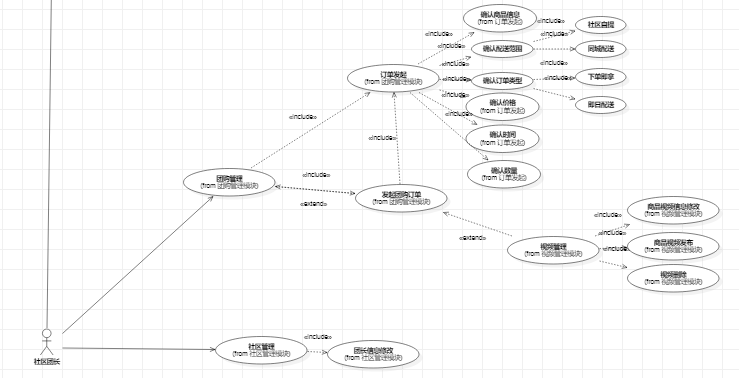 确认商品信息
(from 订单发起)
«include»
社区自提
«include»
«include»
«include»
确认配送范围
同城配送
«include»
«include»
订单发起
(from 团购管理模块)
«include»
确认订单类型
«include»
下单即拿
«include»
确认价格
(from 订单发起)
即日配送
«include»
«include»
«include»
确认时间
(from 订单发起)
确认数量
(from 订单发起)
团购管理
(from 团购管理模块)
«include»
«extend»
发起团购订单
(from 团购管理模块)
«extend»
视频管理
(from 视频管理模块)
«include»
«include»
«include»
商品视频信息修改
(from 视频管理模块)
商品视频发布
(from 视频管理模块)
视频删除
(from 视频管理模块)
社区团长
社区管理
(from 社区管理模块)
«include»
团长信息修改
(from 社区管理模块)